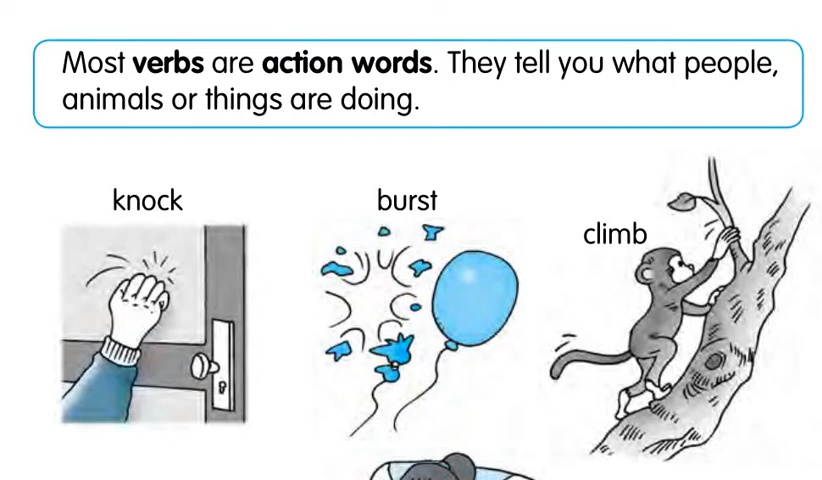 Most verbs are action words. They tell you what people,
animals or things are doing.
knock
burst
climb